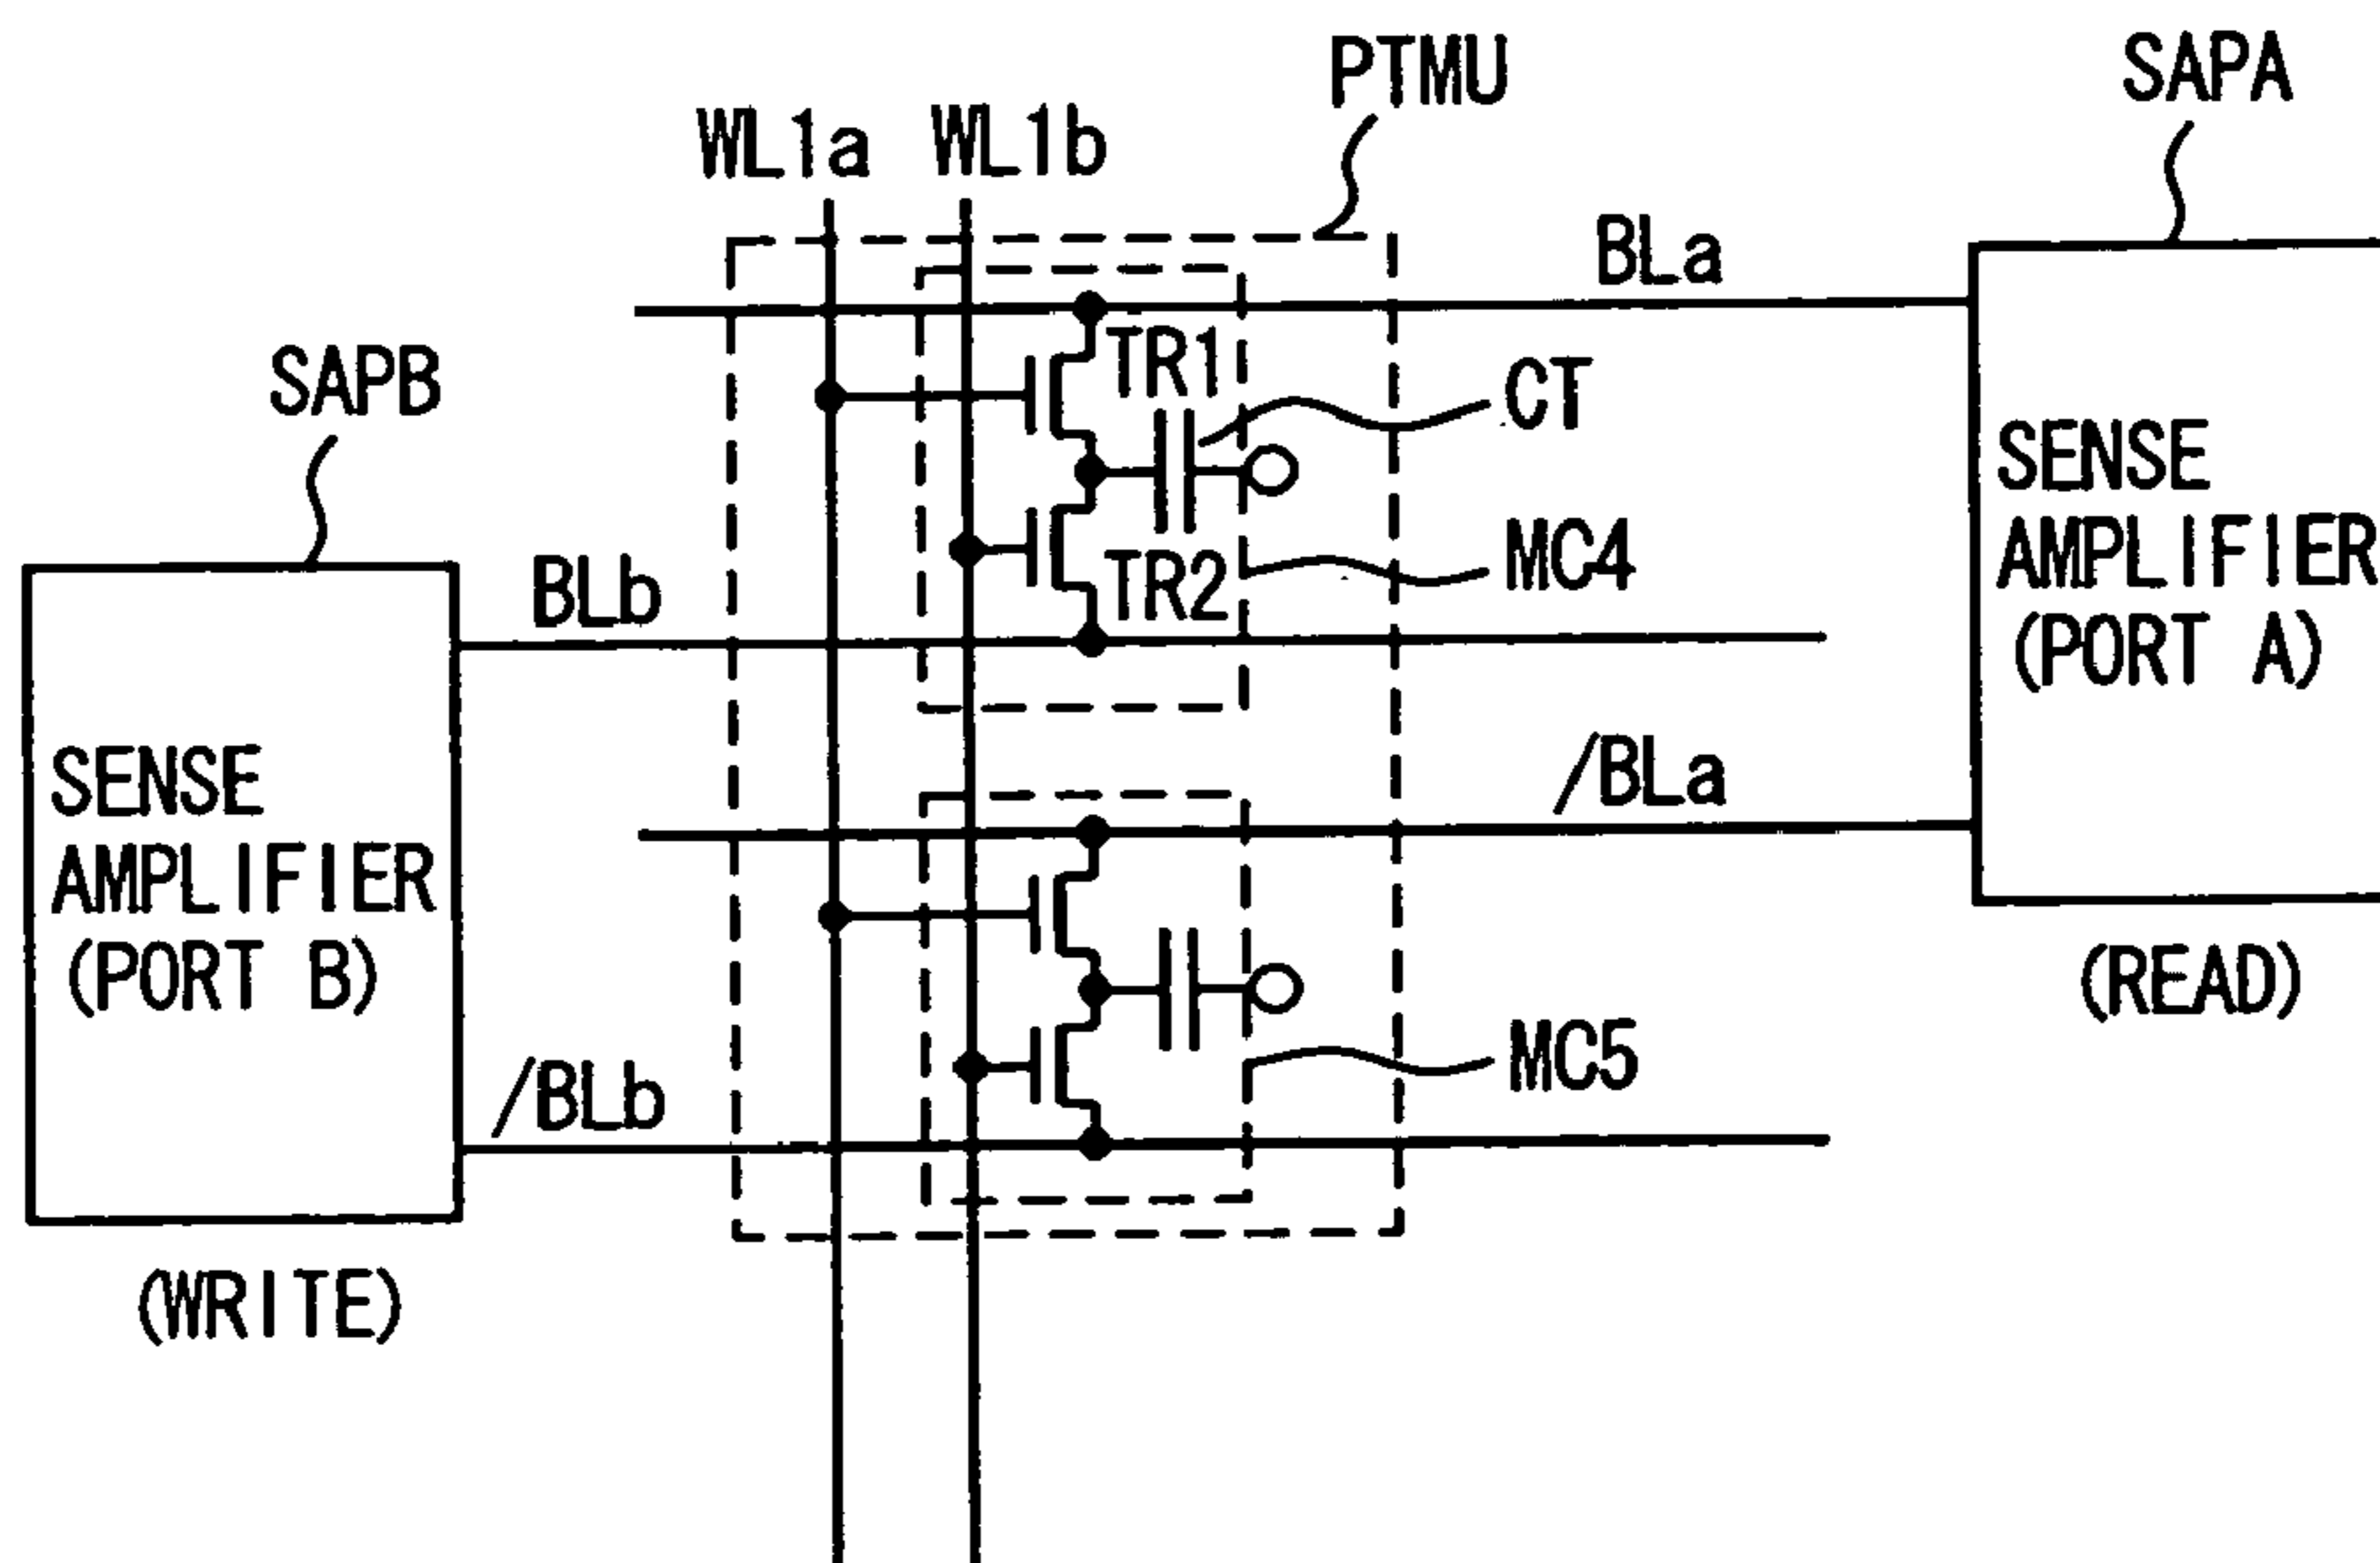 PTMU
SAPA
WL1a WL1b
BLa
SAPB
TR1
CT
SENSE
AMPLIFIER
(PORT A)
MC4
BLb
TR2
/BLa
SENSE
AMPLIFIER
(PORT B)
(READ)
MC5
/BLb
(WRITE)